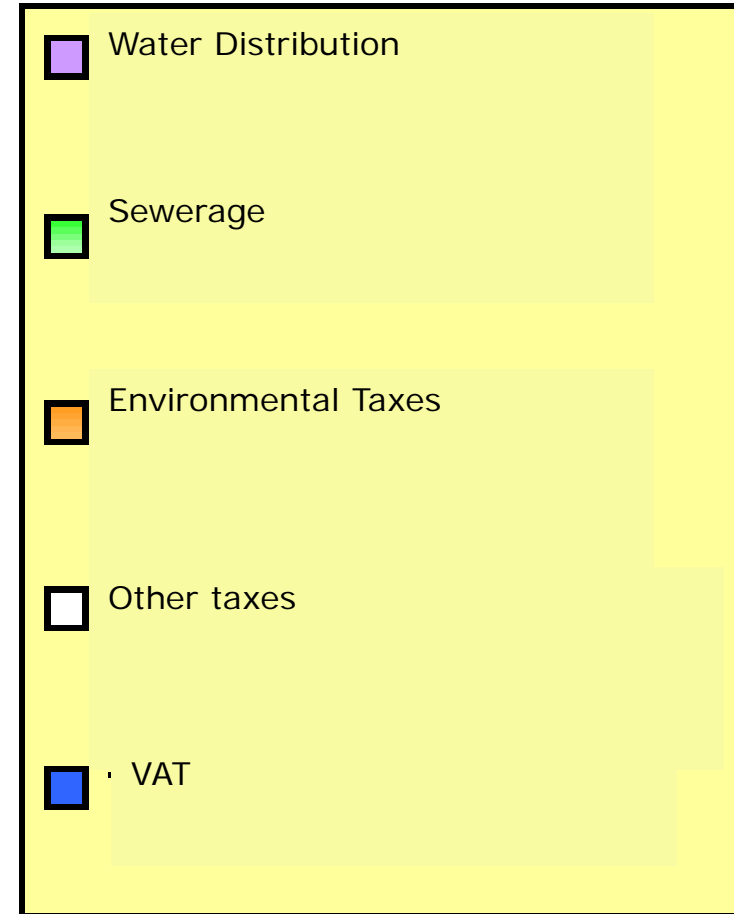 Water Distribution
Sewerage
Environmental Taxes
Other taxes
VAT